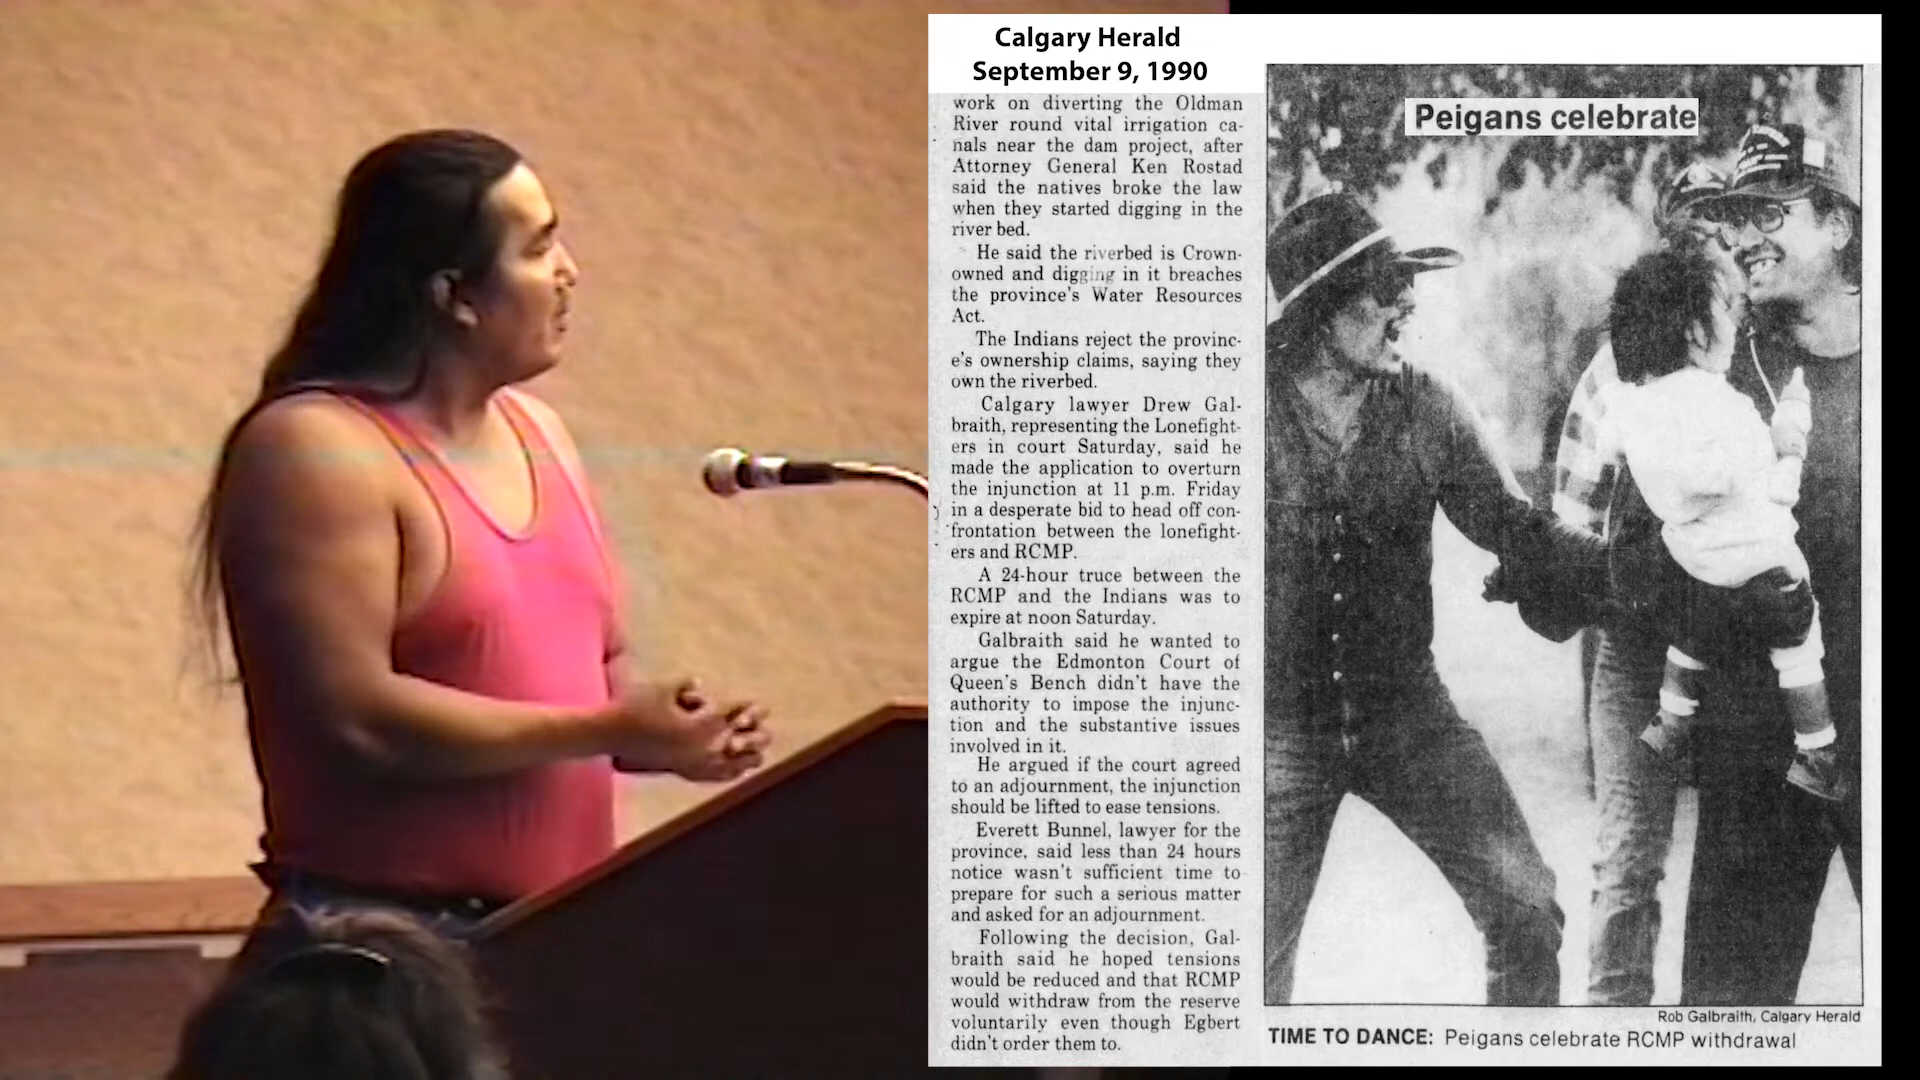 Calgary Herald
September 9, 1990
work on diverting the Oldman
River round vital irrigation ca-
nals near the dam project, after
Attorney General Ken Rostad
said the natives broke the law
when they started digging in the
river bed.
He said the riverbed is Crown-
owned and digging in it breaches
the province's Water Resources
Act.
The Indians reject the provinc-
e's ownership claims, saying they
own the riverbed.
Calgary lawyer Drew Gal-
braith, representing the Lonefight-
ers in court Saturday, said he
made the application to overturn
the injunction at 11 p.m. Friday
in a desperate bid to head off con-
frontation between the lonefight-
ers and RCMP.
A 24-hour truce between the
RCMP and the Indians was to
expire at noon Saturday.
Galbraith said he wanted to
argue the Edmonton Court of
Queen's Bench didn't have the
authority to impose the injunc-
tion and the substantive issues
involved in it.
He argued if the court agreed
to an adjournment, the injunction
should be lifted to ease tensions.
Everett Bunnel, lawyer for the
province, said less than 24 hours
notice wasn't sufficient time to
prepare for such a serious matter
and asked for an adjournment.
Following the decision, Gal-
braith said he hoped tensions
would be reduced and that RCMP
would withdraw from the reserve
voluntarily even though Egbert
didn't order them to.
Peigans celebrate
Rob Galbraith, Calgary Herald
TIME TO DANCE: Peigans celebrate RCMP withdrawal